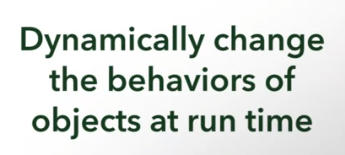 Dynamically change
the behaviors of
objects at run time